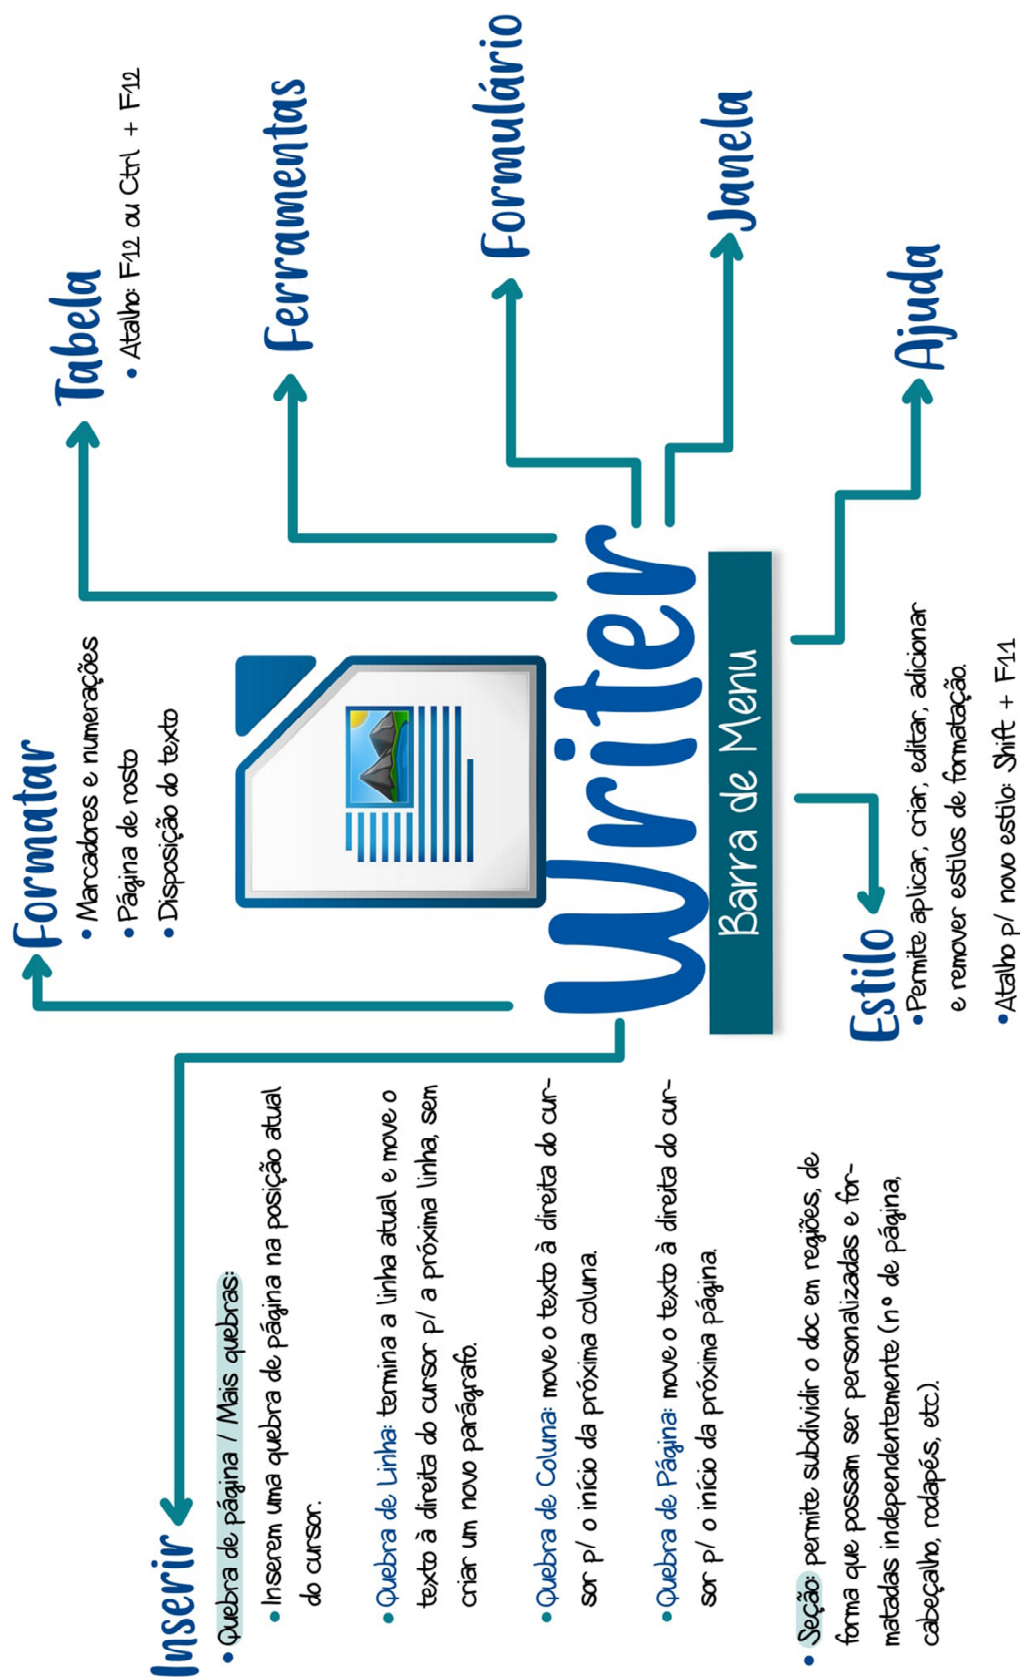 Inserir
• Quebra de página / Mais quebras:
• Inserem uma quebra de página na posição atual
do cursor.
• Quebra de Linha: termina a linha atual e move o
texto à direita do cursor p/ a próxima linha, sem
criar um novo parágrafo.
• Quebra de Coluna: move o texto à direita do cur-
sor p/ o início da próxima coluna.
• Quebra de Página: move o texto à direita do cur-
sor p/ o início da próxima página.
• Seção: permite subdividir o doc em regiões, de
forma que possam ser personalizadas e for-
matadas independentemente (nº de página,
cabeçalho, rodapés, etc).
Formatar
• Marcadores e numerações
• Página de rosto
• Disposição do texto
Writer
Barra de Menu
Estilo
• Permite aplicar, criar, editar, adicionar
e remover estilos de formatação.
• Atalho p/ novo estilo: Shift + F11
Tabela
• Atalho: F12 ou Ctrl + F12
Ferramentas
Formulário
Janela
Ajuda